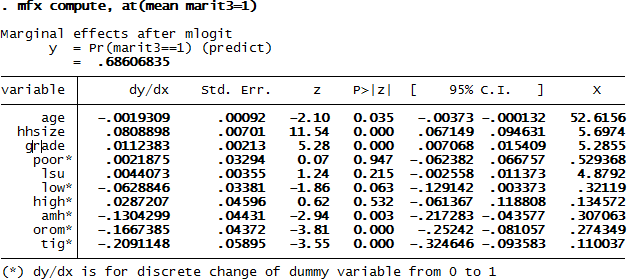 . mfx compute, at(mean marit3=1)
Marginal effects after mlogit
y = Pr(marit3==1) (predict)
= .68606835
variable dy/dx Std. Err. z P>|z| [ 95% C.I. ] X
age -.0019309 .00092 -2.10 0.035 -.00373 -.000132 52.6156
hhsize .0808898 .00701 11.54 0.000 .067149 .094631 5.6974
grade .0112383 .00213 5.28 0.000 .007068 .015409 5.2855
poor* .0021875 .03294 0.07 0.947 -.062382 .066757 .529368
lsu .0044073 .00355 1.24 0.215 -.002558 .011373 4.8792
low* -.0628846 .03381 -1.86 0.063 -.129142 .003373 .32119
high* .0287207 .04596 0.62 0.532 -.061367 .118808 .134572
amh* -.1304299 .04431 -2.94 0.003 -.217283 -.043577 .307063
orom* -.1667385 .04372 -3.81 0.000 -.25242 -.081057 .274349
tig* -.2091148 .05895 -3.55 0.000 -.324646 -.093583 .110037
(*) dy/dx is for discrete change of dummy variable from 0 to 1